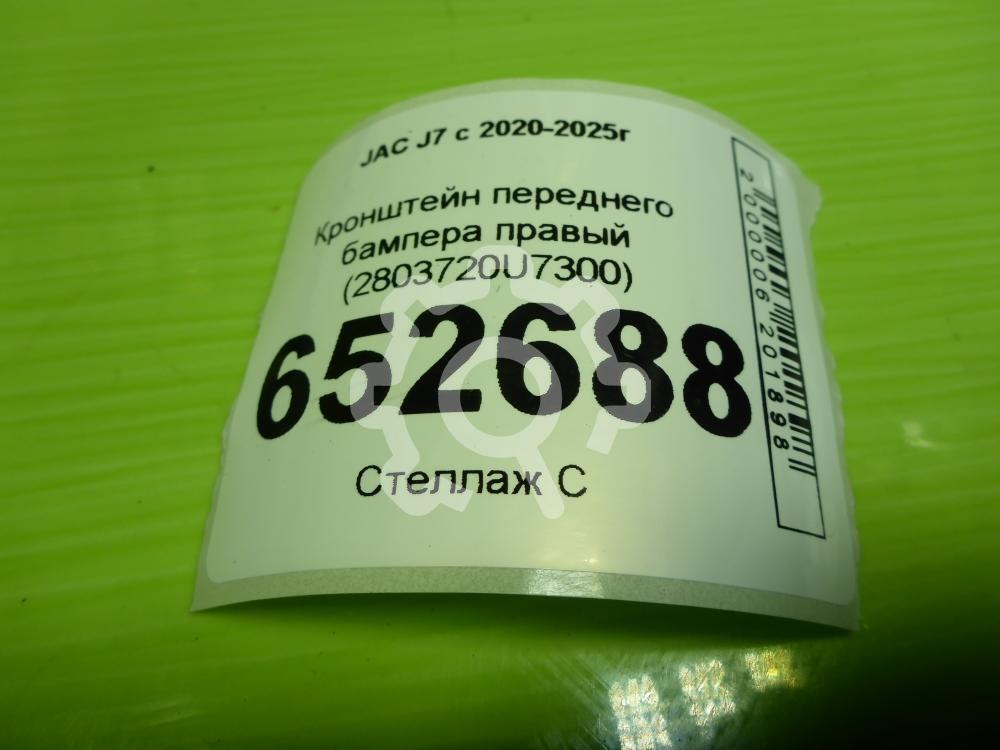 JAC J7 с 2020-2025г
Кронштейн переднего
бампера правый
(2803720U7300)
652688
Стеллаж С
2000006201898